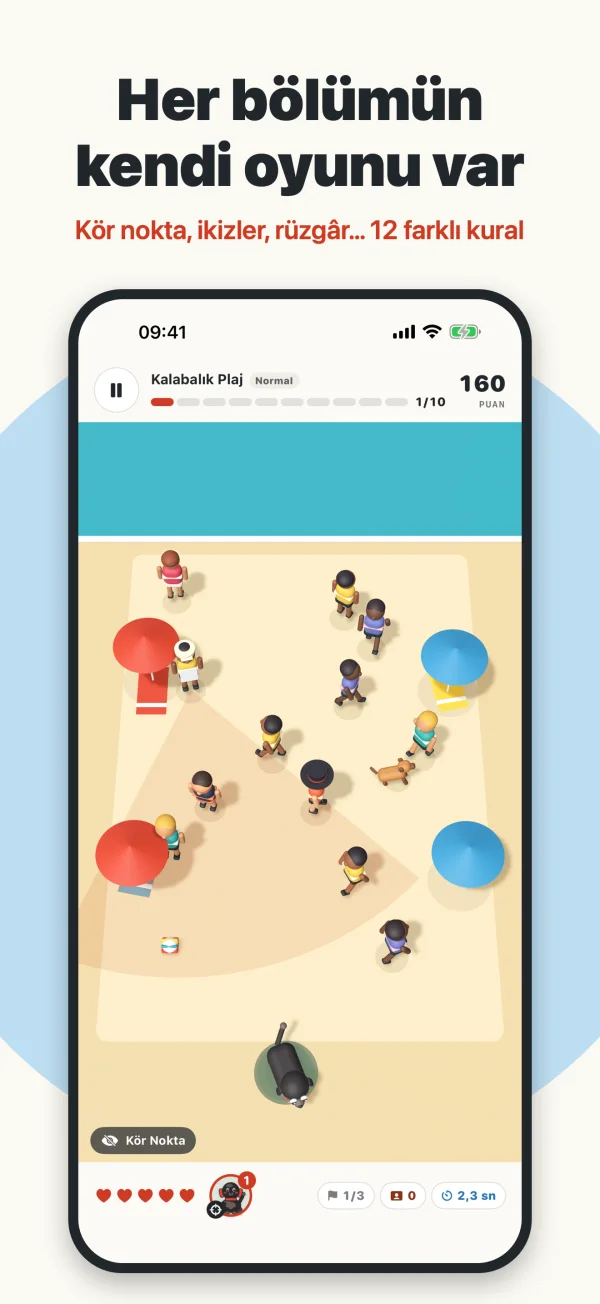 Her bölümün
kendi oyunu var
Kör nokta, ikizler, rüzgâr... 12 farklı kural
09:41
Kalabalık Plaj Normal
160
1/10
PUAN
Kör Nokta
1
1/3
0
2,3 sn